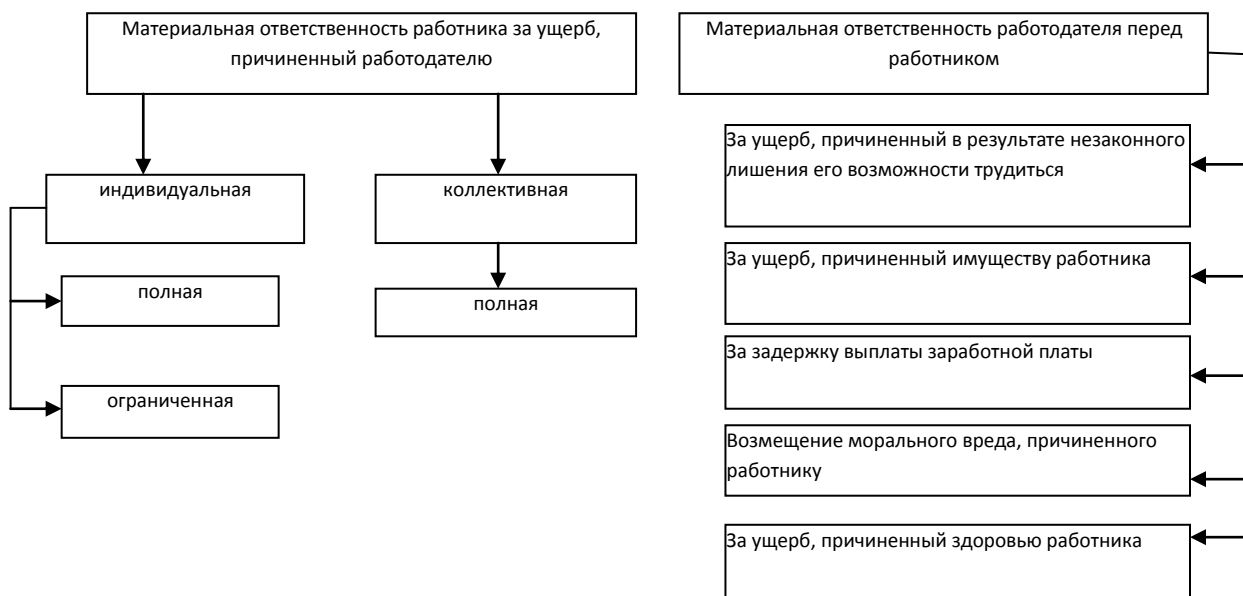 Материальная ответственность работника за ущерб,
причиненный работодателю
индивидуальная
коллективная
полная
полная
ограниченная
Материальная ответственность работодателя перед
работником
За ущерб, причиненный в результате незаконного
лишения его возможности трудиться
За ущерб, причиненный имуществу работника
За задержку выплаты заработной платы
Возмещение морального вреда, причиненного
работнику
За ущерб, причиненный здоровью работника